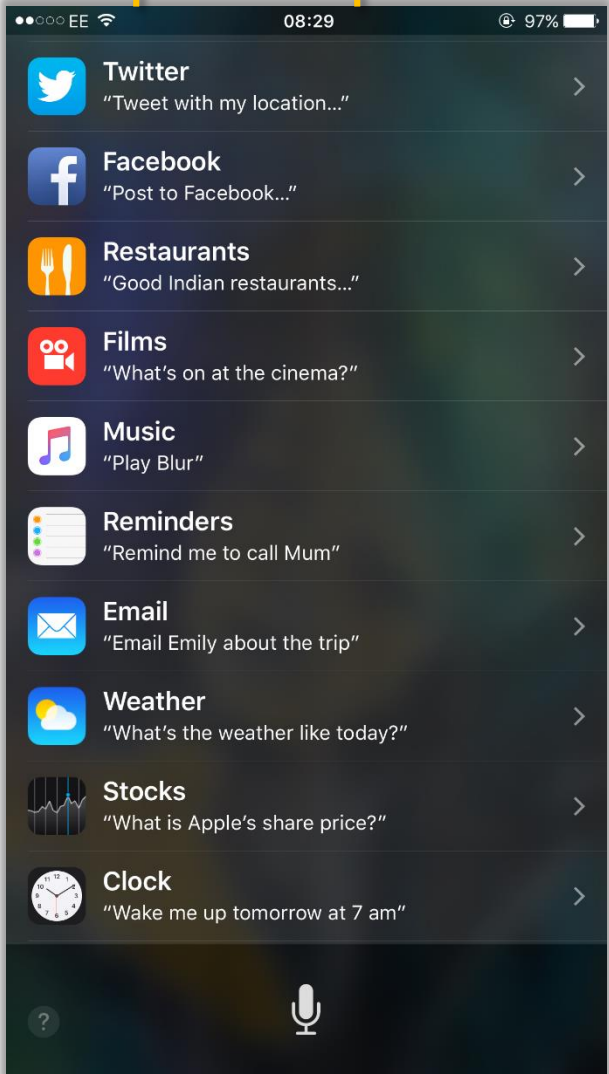 EE 08:29 97%
Twitter
“Tweet with my location...”
Facebook
“Post to Facebook...”
Restaurants
“Good Indian restaurants...”
Films
“What’s on at the cinema?”
Music
“Play Blur”
Reminders
“Remind me to call Mum”
Email
“Email Emily about the trip”
Weather
“What’s the weather like today?”
Stocks
“What is Apple’s share price?”
Clock
“Wake me up tomorrow at 7 am”
?